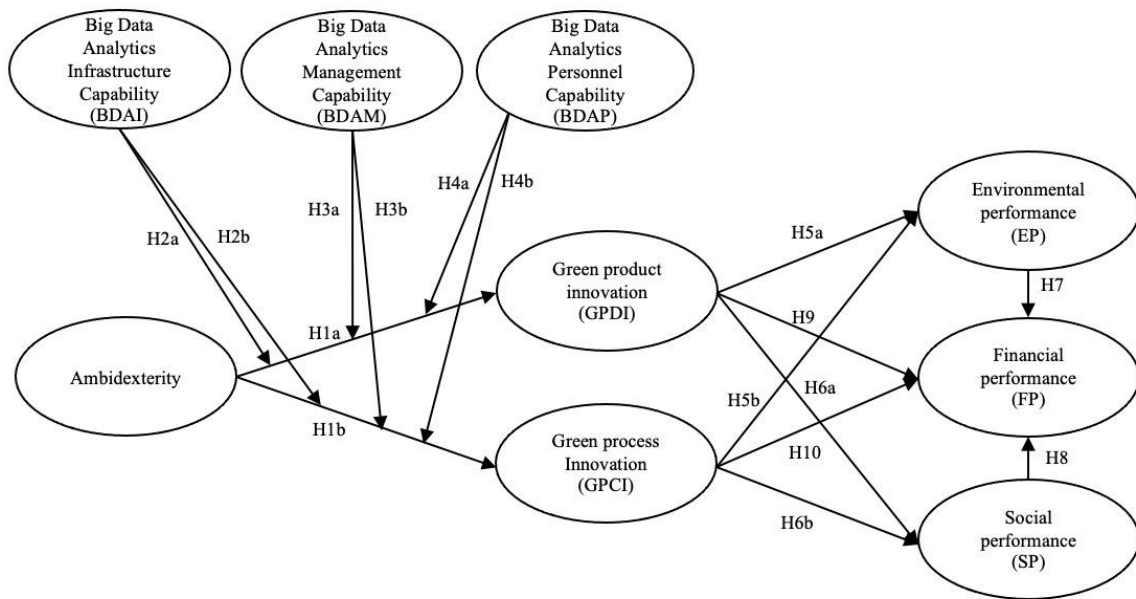 Big Data
Analytics
Infrastructure
Capability
(BDAI)
Big Data
Analytics
Management
Capability
(BDAM)
Big Data
Analytics
Personnel
Capability
(BDAP)
H2a
H2b
H3a
H3b
H4a
H4b
Ambidexterity
H1a
H1b
Green product
innovation
(GPDI)
Green process
Innovation
(GPCI)
H5a
H9
H6a
H5b
H10
H6b
Environmental
performance
(EP)
H7
Financial
performance
(FP)
H8
Social
performance
(SP)